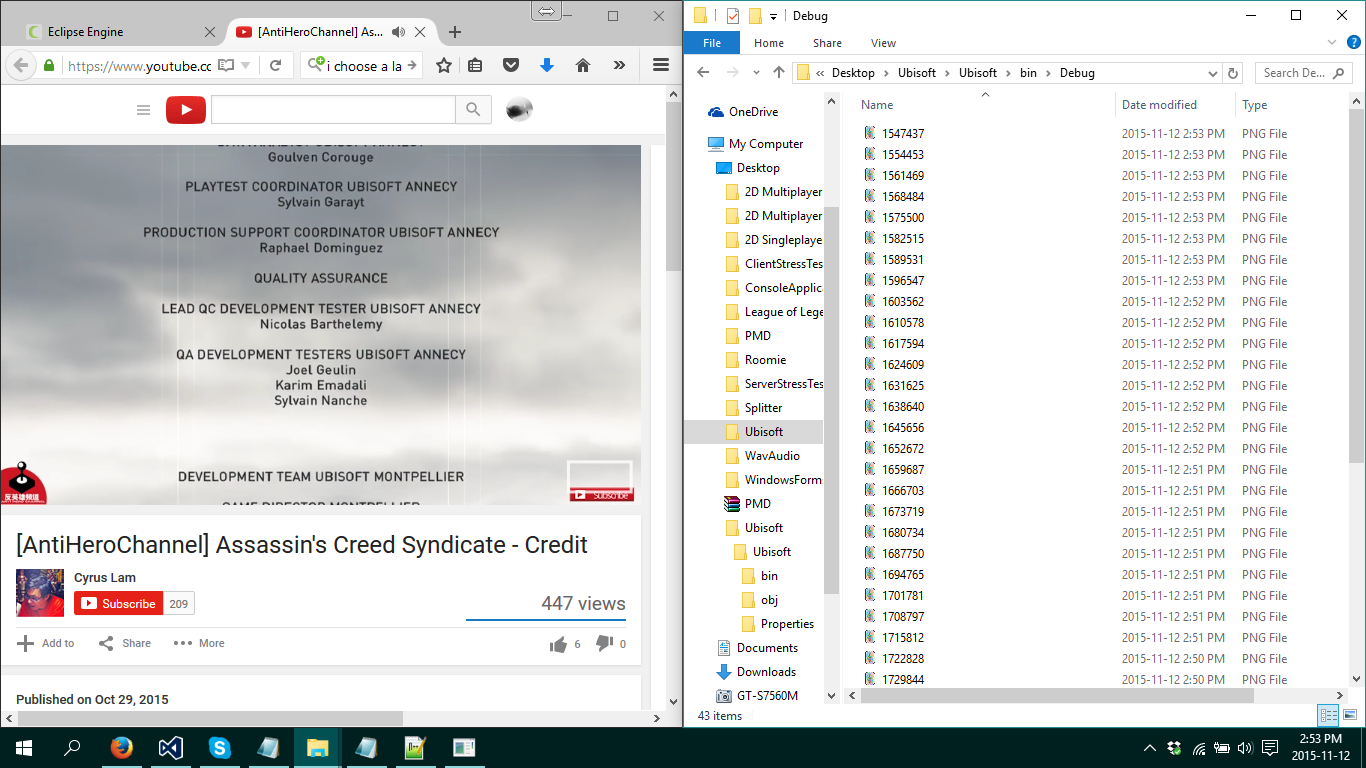 Eclipse Engine
[AntiHeroChannel] As...
https://www.youtube.cc
i choose a la
Goulven Corouge
PLAYTEST COORDINATOR UBISOFT ANNECY
Sylvain Garayt
PRODUCTION SUPPORT COORDINATOR UBISOFT ANNECY
Raphael Dominguez
QUALITY ASSURANCE
LEAD QC DEVELOPMENT TESTER UBISOFT ANNECY
Nicolas Barthelemy
QA DEVELOPMENT TESTERS UBISOFT ANNECY
Joel Geulin
Karim Emadali
Sylvain Nanche
DEVELOPMENT TEAM UBISOFT MONTPELLIER
GAME DIRECTOR MONTPELLIER
反英雄頻道
Subscribe
[AntiHeroChannel] Assassin's Creed Syndicate - Credit
Cyrus Lam
Subscribe 209
447 views
Add to Share More 6 0
Published on Oct 29, 2015
Debug
File Home Share View
« Desktop Ubisoft Ubisoft bin Debug
Search De...
OneDrive
My Computer
Desktop
2D Multiplayer
2D Multiplayer
2D Singleplaye
ClientStressTes
ConsoleApplic
League of Lege
PMD
Roomie
ServerStressTes
Splitter
Ubisoft
WavAudio
WindowsForm
PMD
Ubisoft
Ubisoft
bin
obj
Properties
Documents
Downloads
GT-S7560M
Name Date modified Type
1547437 2015-11-12 2:53 PM PNG File
1554453 2015-11-12 2:53 PM PNG File
1561469 2015-11-12 2:53 PM PNG File
1568484 2015-11-12 2:53 PM PNG File
1575500 2015-11-12 2:53 PM PNG File
1582515 2015-11-12 2:53 PM PNG File
1589531 2015-11-12 2:53 PM PNG File
1596547 2015-11-12 2:53 PM PNG File
1603562 2015-11-12 2:52 PM PNG File
1610578 2015-11-12 2:52 PM PNG File
1617594 2015-11-12 2:52 PM PNG File
1624609 2015-11-12 2:52 PM PNG File
1631625 2015-11-12 2:52 PM PNG File
1638640 2015-11-12 2:52 PM PNG File
1645656 2015-11-12 2:52 PM PNG File
1652672 2015-11-12 2:52 PM PNG File
1659687 2015-11-12 2:51 PM PNG File
1666703 2015-11-12 2:51 PM PNG File
1673719 2015-11-12 2:51 PM PNG File
1680734 2015-11-12 2:51 PM PNG File
1687750 2015-11-12 2:51 PM PNG File
1694765 2015-11-12 2:51 PM PNG File
1701781 2015-11-12 2:51 PM PNG File
1708797 2015-11-12 2:51 PM PNG File
1715812 2015-11-12 2:51 PM PNG File
1722828 2015-11-12 2:50 PM PNG File
1729844 2015-11-12 2:50 PM PNG File
43 items
2:53 PM
2015-11-12